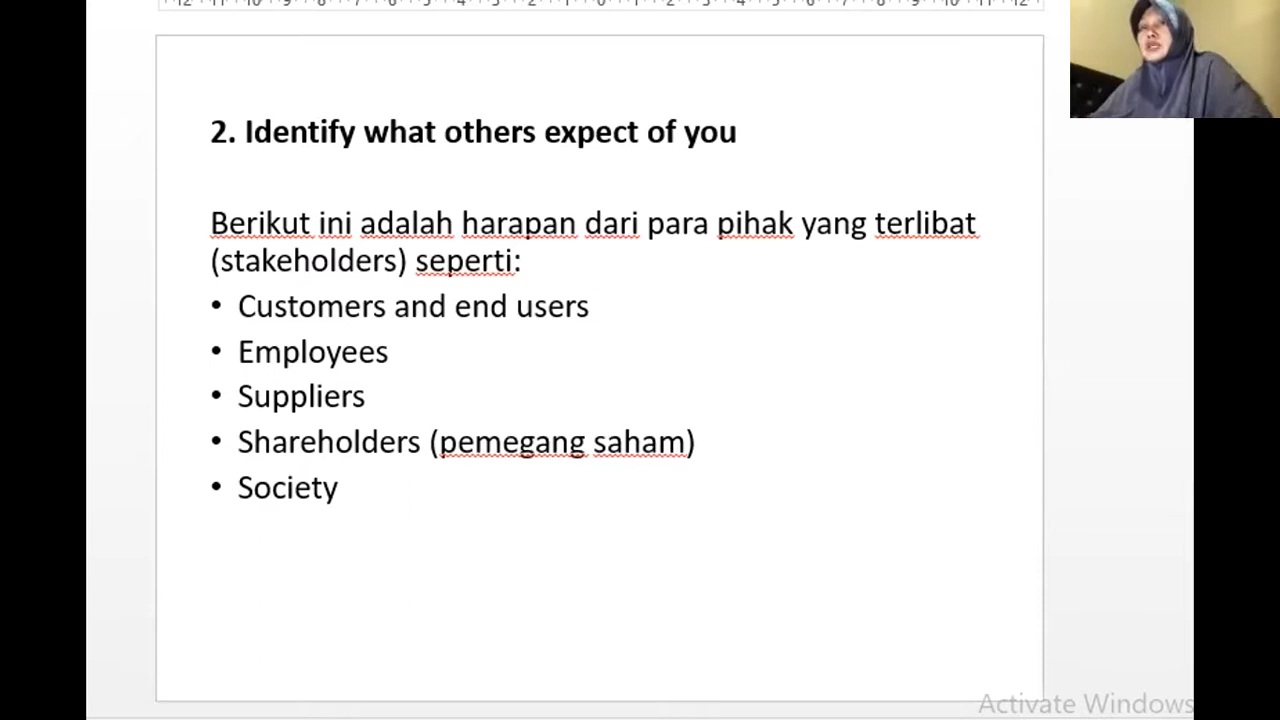 2. Identify what others expect of you
Berikut ini adalah harapan dari para pihak yang terlibat
(stakeholders) seperti:
• Customers and end users
• Employees
• Suppliers
• Shareholders (pemegang saham)
• Society
Activate Windows